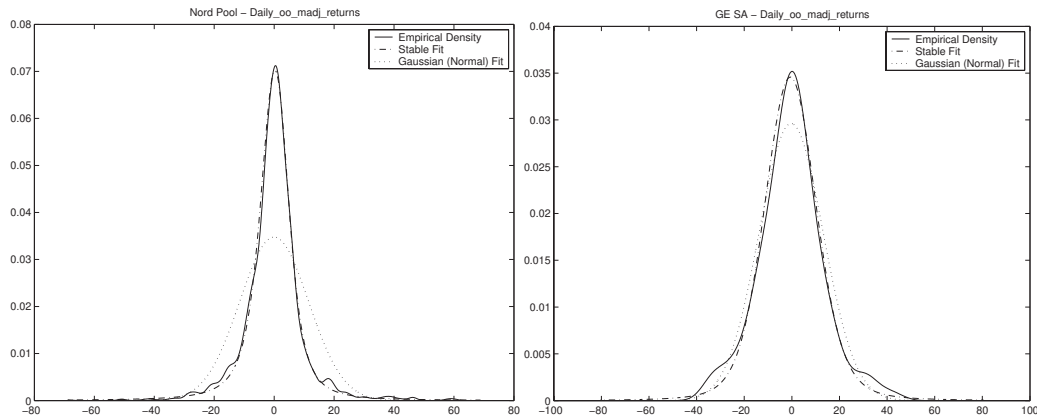 Nord Pool – Daily_oo_madj_returns
Empirical Density
Stable Fit
Gaussian (Normal) Fit
0.08
0.07
0.06
0.05
0.04
0.03
0.02
0.01
0
−80 −60 −40 −20 0 20 40 60 80
GE SA – Daily_oo_madj_returns
Empirical Density
Stable Fit
Gaussian (Normal) Fit
0.04
0.035
0.03
0.025
0.02
0.015
0.01
0.005
0
−100 −80 −60 −40 −20 0 20 40 60 80 100